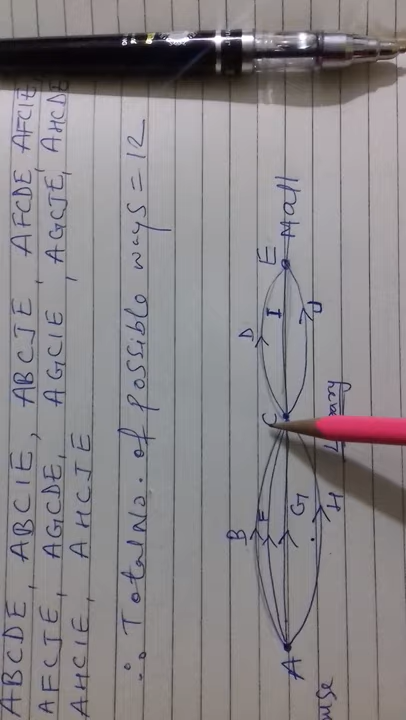 ABCDE, ABCIE, ABCJE, AFCDE, AFCIE,
AFCJE, AGCDE, AGCIE, AGCJE, AHCDE
AHCIE, AHCJE
∴ Total No. of possible ways = 12
B
F
G
H
A
C
D
I
J
E
Mall